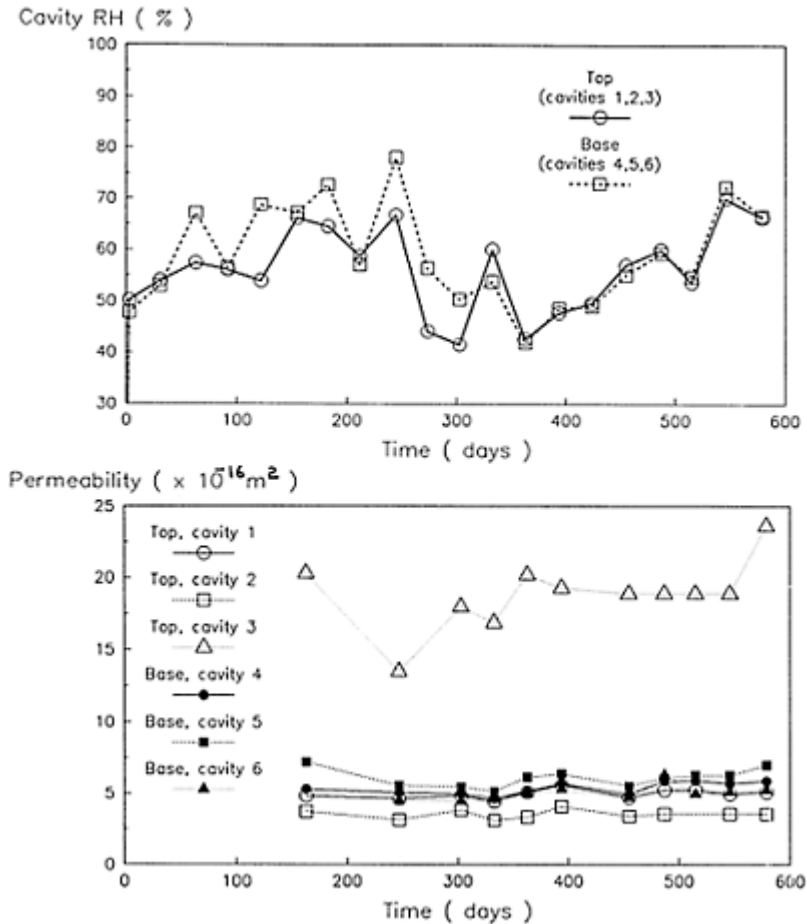 Cavity RH ( % )
100
90
80
70
60
50
40
30
Top
(cavities 1,2,3)
Base
(cavities 4,5,6)
0 100 200 300 400 500 600
Time ( days )
Permeability ( x 10⁻¹⁶m² )
25
20
15
10
5
0
Top, cavity 1
Top, cavity 2
Top, cavity 3
Base, cavity 4
Base, cavity 5
Base, cavity 6
0 100 200 300 400 500 600
Time ( days )